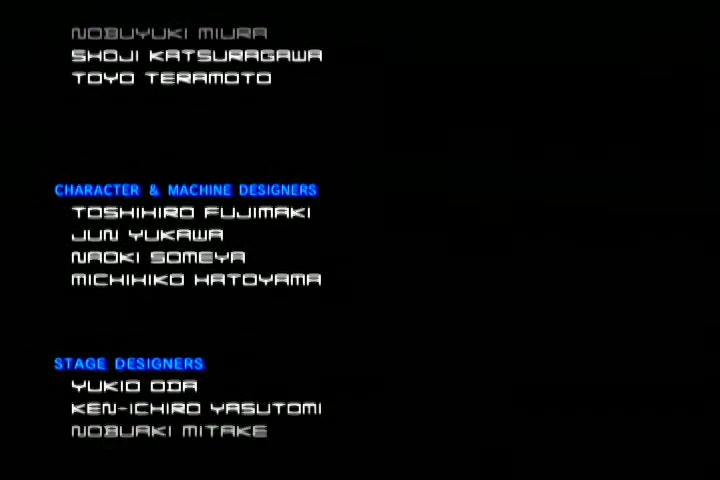 NOBUYUKI MIURA
SHOJI KATSURAGAWA
TOYO TERAMOTO
CHARACTER & MACHINE DESIGNERS
TOSHIHIRO FUJIMAKI
JUN YUKAWA
NAOKI SOMEYA
MICHIHIKO HATOYAMA
STAGE DESIGNERS
YUKIO ODA
KEN-ICHIRO YASUTOMI
NOBUAKI MITAKE